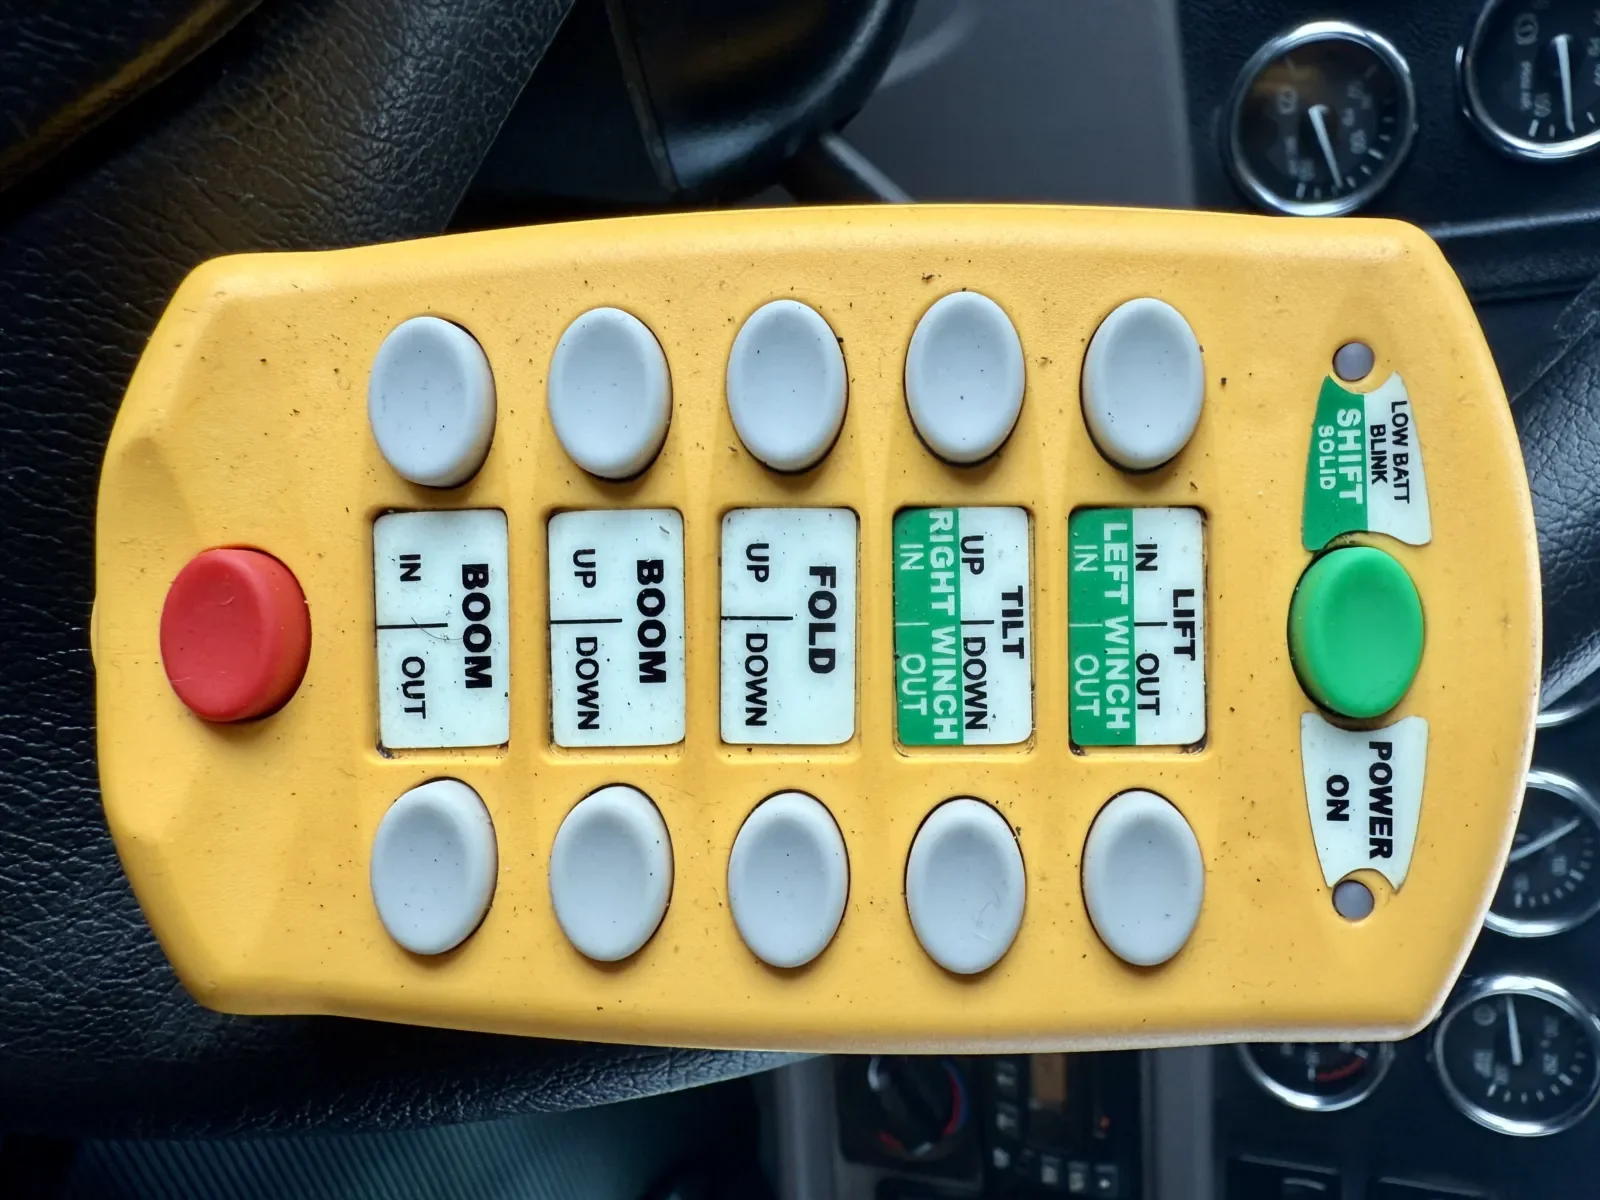 LOW BATT
BLINK
SHIFT
SOLID
POWER
ON
LIFT
IN | OUT
LEFT WINCH
IN | OUT
TILT
UP | DOWN
RIGHT WINCH
IN | OUT
FOLD
UP | DOWN
BOOM
UP | DOWN
BOOM
IN | OUT